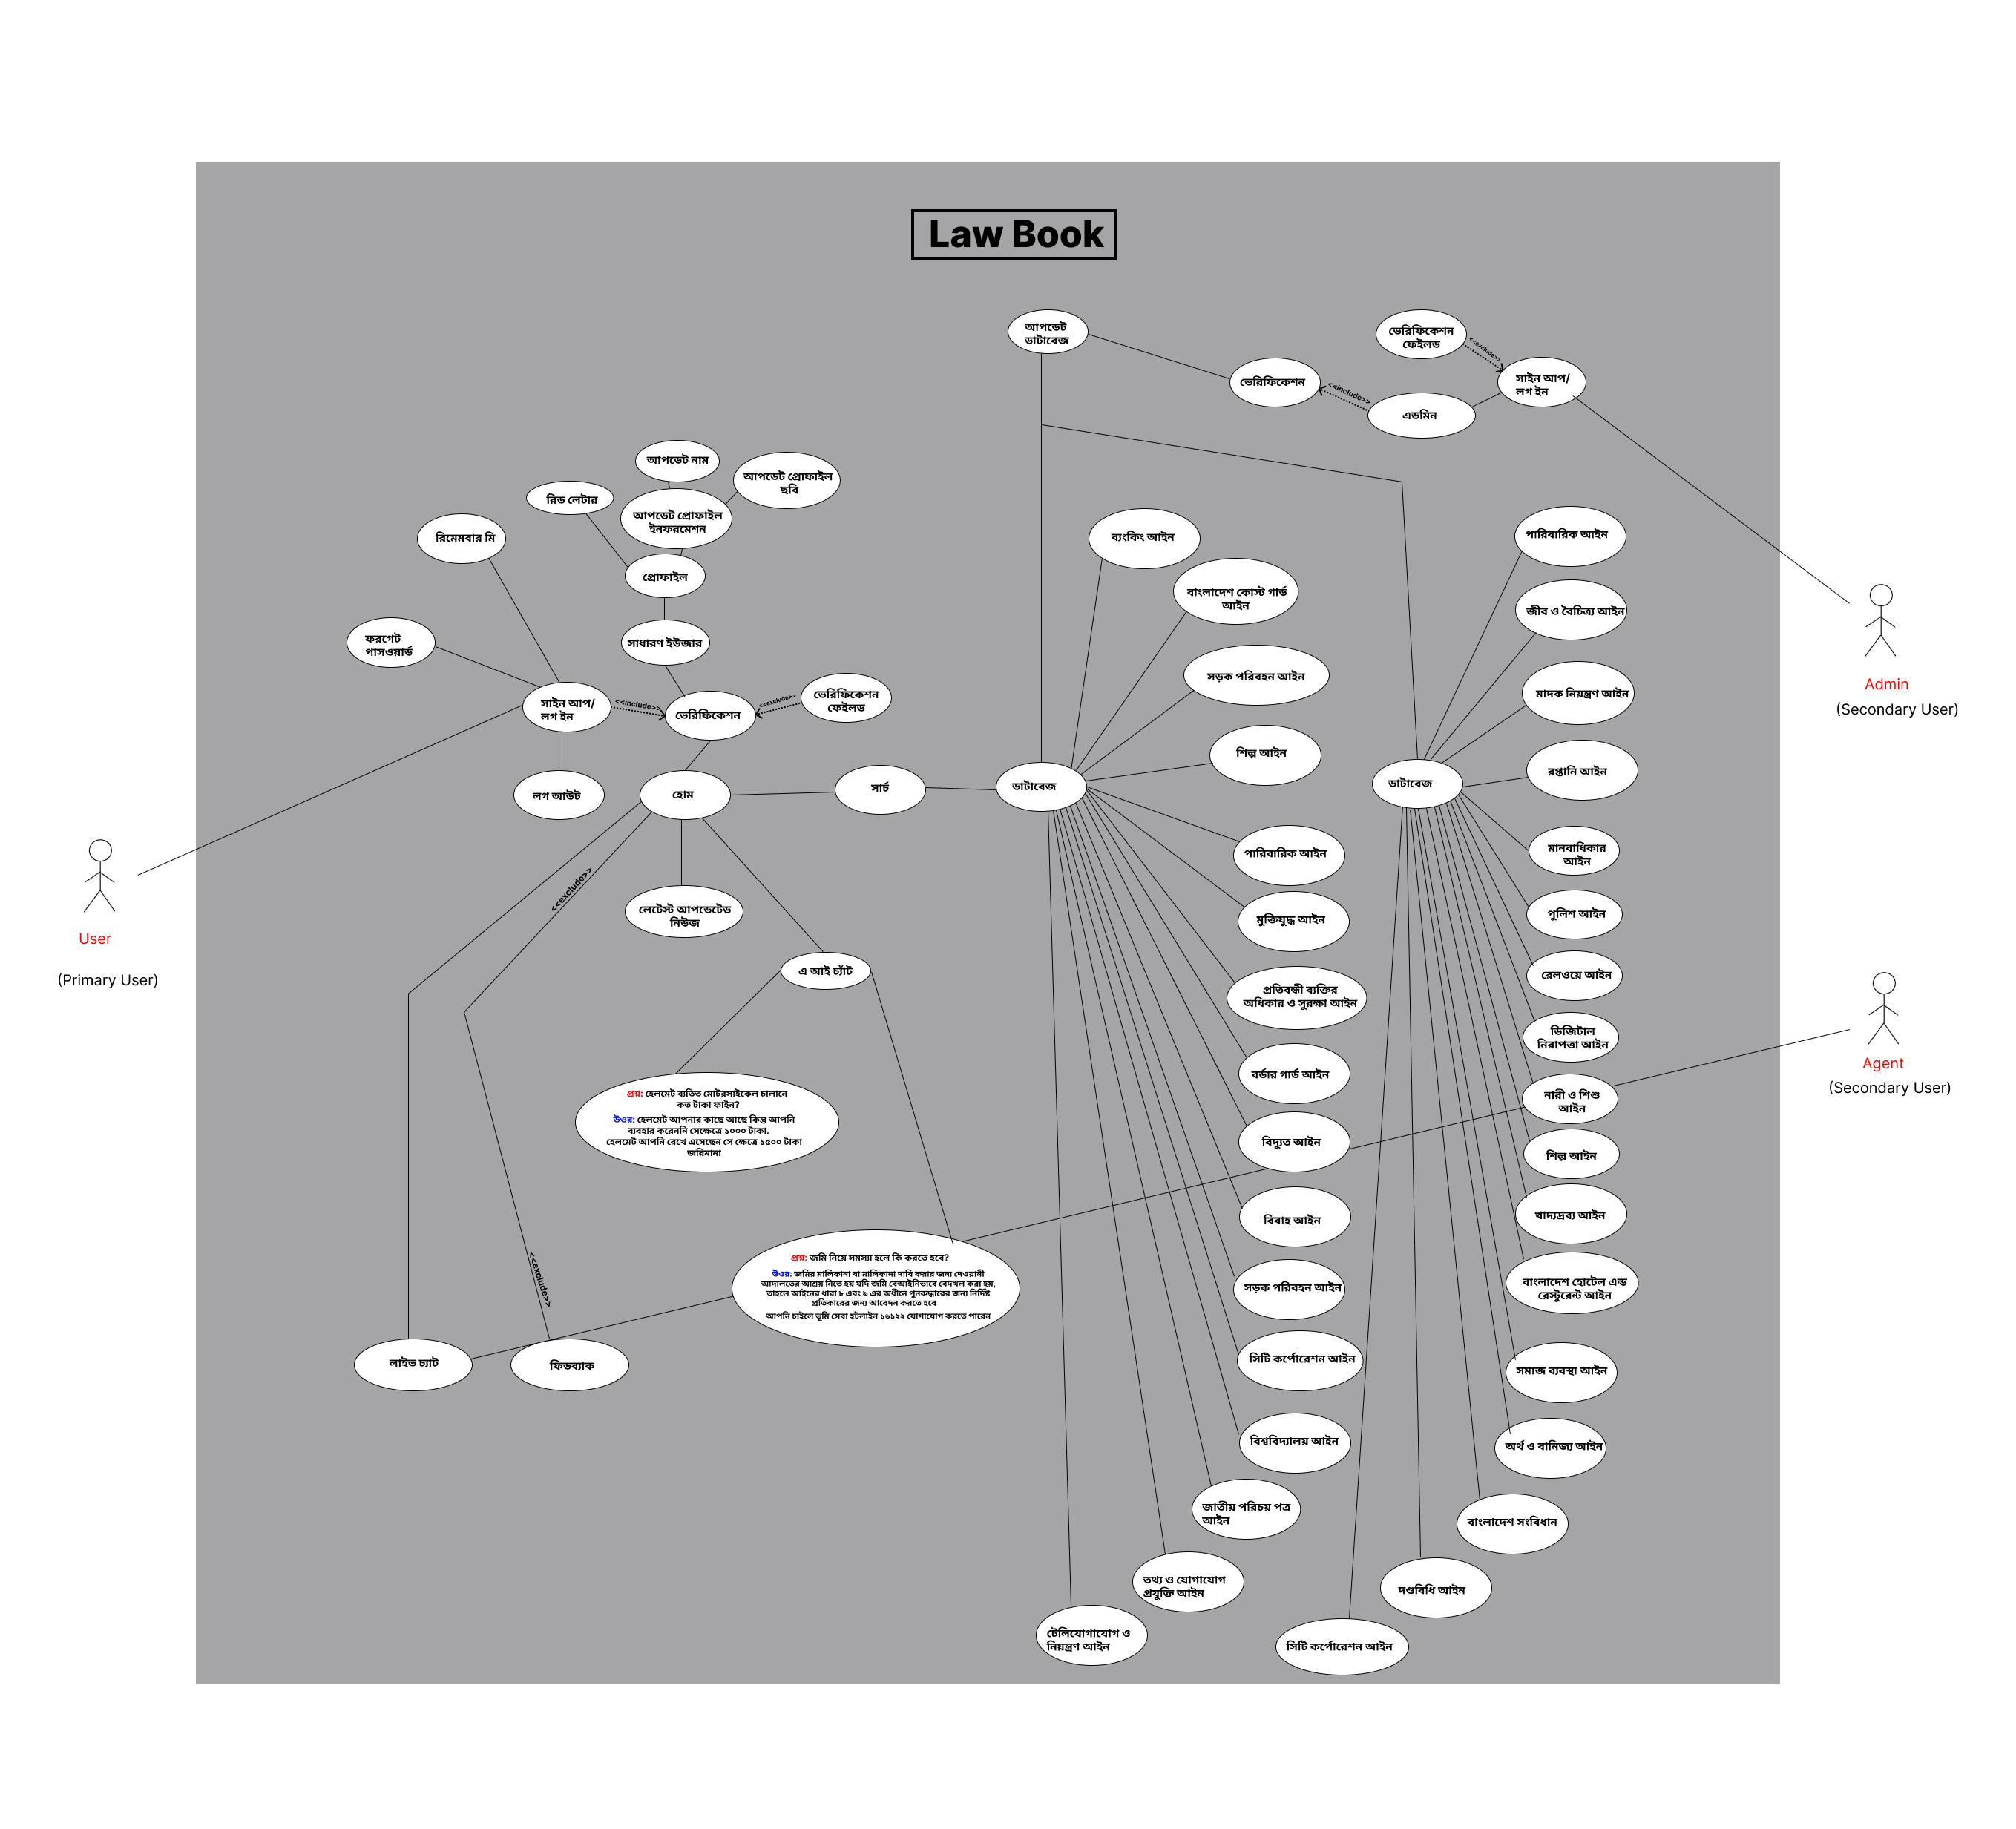 Law Book
আপডেট
ডাটাবেজ
ভেরিফিকেশন
ফেইলড
<<exclude>>
সাইন আপ/
লগ ইন
ভেরিফিকেশন
<<include>>
এডমিন
আপডেট নাম
আপডেট প্রোফাইল
ছবি
রিড লেটার
আপডেট প্রোফাইল
ইনফরমেশন
রিমেমবার মি
প্রোফাইল
ফরগেট
পাসওয়ার্ড
সাধারণ ইউজার
সাইন আপ/
লগ ইন
<<include>>
ভেরিফিকেশন
<<exclude>>
ভেরিফিকেশন
ফেইলড
লগ আউট
হোম
সার্চ
ডাটাবেজ
ডাটাবেজ
<<exclude>>
লেটেস্ট আপডেটেড
নিউজ
এ আই চ্যাঁট
প্রশ্ন: হেলমেট ব্যতিত মোটরসাইকেল চালানে
কত টাকা ফাইন?
উওর: হেলমেট আপনার কাছে আছে কিন্তু আপনি
ব্যবহার করেননি সেক্ষেত্রে ১০০০ টাকা.
হেলমেট আপনি রেখে এসেছেন সে ক্ষেত্রে ১৫০০ টাকা
জরিমানা
প্রশ্ন: জমি নিয়ে সমস্যা হলে কি করতে হবে?
উওর: জমির মালিকানা বা মালিকানা দাবি করার জন্য দেওয়ানী
আদালতের আশ্রয় নিতে হয় যদি জমি বেআইনিভাবে বেদখল করা হয়,
তাহলে আইনের ধারা ৮ এবং ৯ এর অধীনে পুনরুদ্ধারের জন্য নির্দিষ্ট
প্রতিকারের জন্য আবেদন করতে হবে
আপনি চাইলে ভূমি সেবা হটলাইন ১৬১২২ যোগাযোগ করতে পারেন
<<exclude>>
লাইভ চ্যাট
ফিডব্যাক
ব্যংকিং আইন
বাংলাদেশ কোস্ট গার্ড
আইন
সড়ক পরিবহন আইন
শিল্প আইন
পারিবারিক আইন
মুক্তিযুদ্ধ আইন
প্রতিবন্ধী ব্যক্তির
অধিকার ও সুরক্ষা আইন
বর্ডার গার্ড আইন
বিদ্যুত আইন
বিবাহ আইন
সড়ক পরিবহন আইন
সিটি কর্পোরেশন আইন
বিশ্ববিদ্যালয় আইন
জাতীয় পরিচয় পত্র
আইন
তথ্য ও যোগাযোগ
প্রযুক্তি আইন
টেলিযোগাযোগ ও
নিয়ন্ত্রণ আইন
পারিবারিক আইন
জীব ও বৈচিত্র্য আইন
মাদক নিয়ন্ত্রণ আইন
রপ্তানি আইন
মানবাধিকার
আইন
পুলিশ আইন
রেলওয়ে আইন
ডিজিটাল
নিরাপত্তা আইন
নারী ও শিশু
আইন
শিল্প আইন
খাদ্যদ্রব্য আইন
বাংলাদেশ হোটেল এন্ড
রেস্টুরেন্ট আইন
সমাজ ব্যবস্থা আইন
অর্থ ও বানিজ্য আইন
বাংলাদেশ সংবিধান
দণ্ডবিধি আইন
সিটি কর্পোরেশন আইন
User
(Primary User)
Admin
(Secondary User)
Agent
(Secondary User)